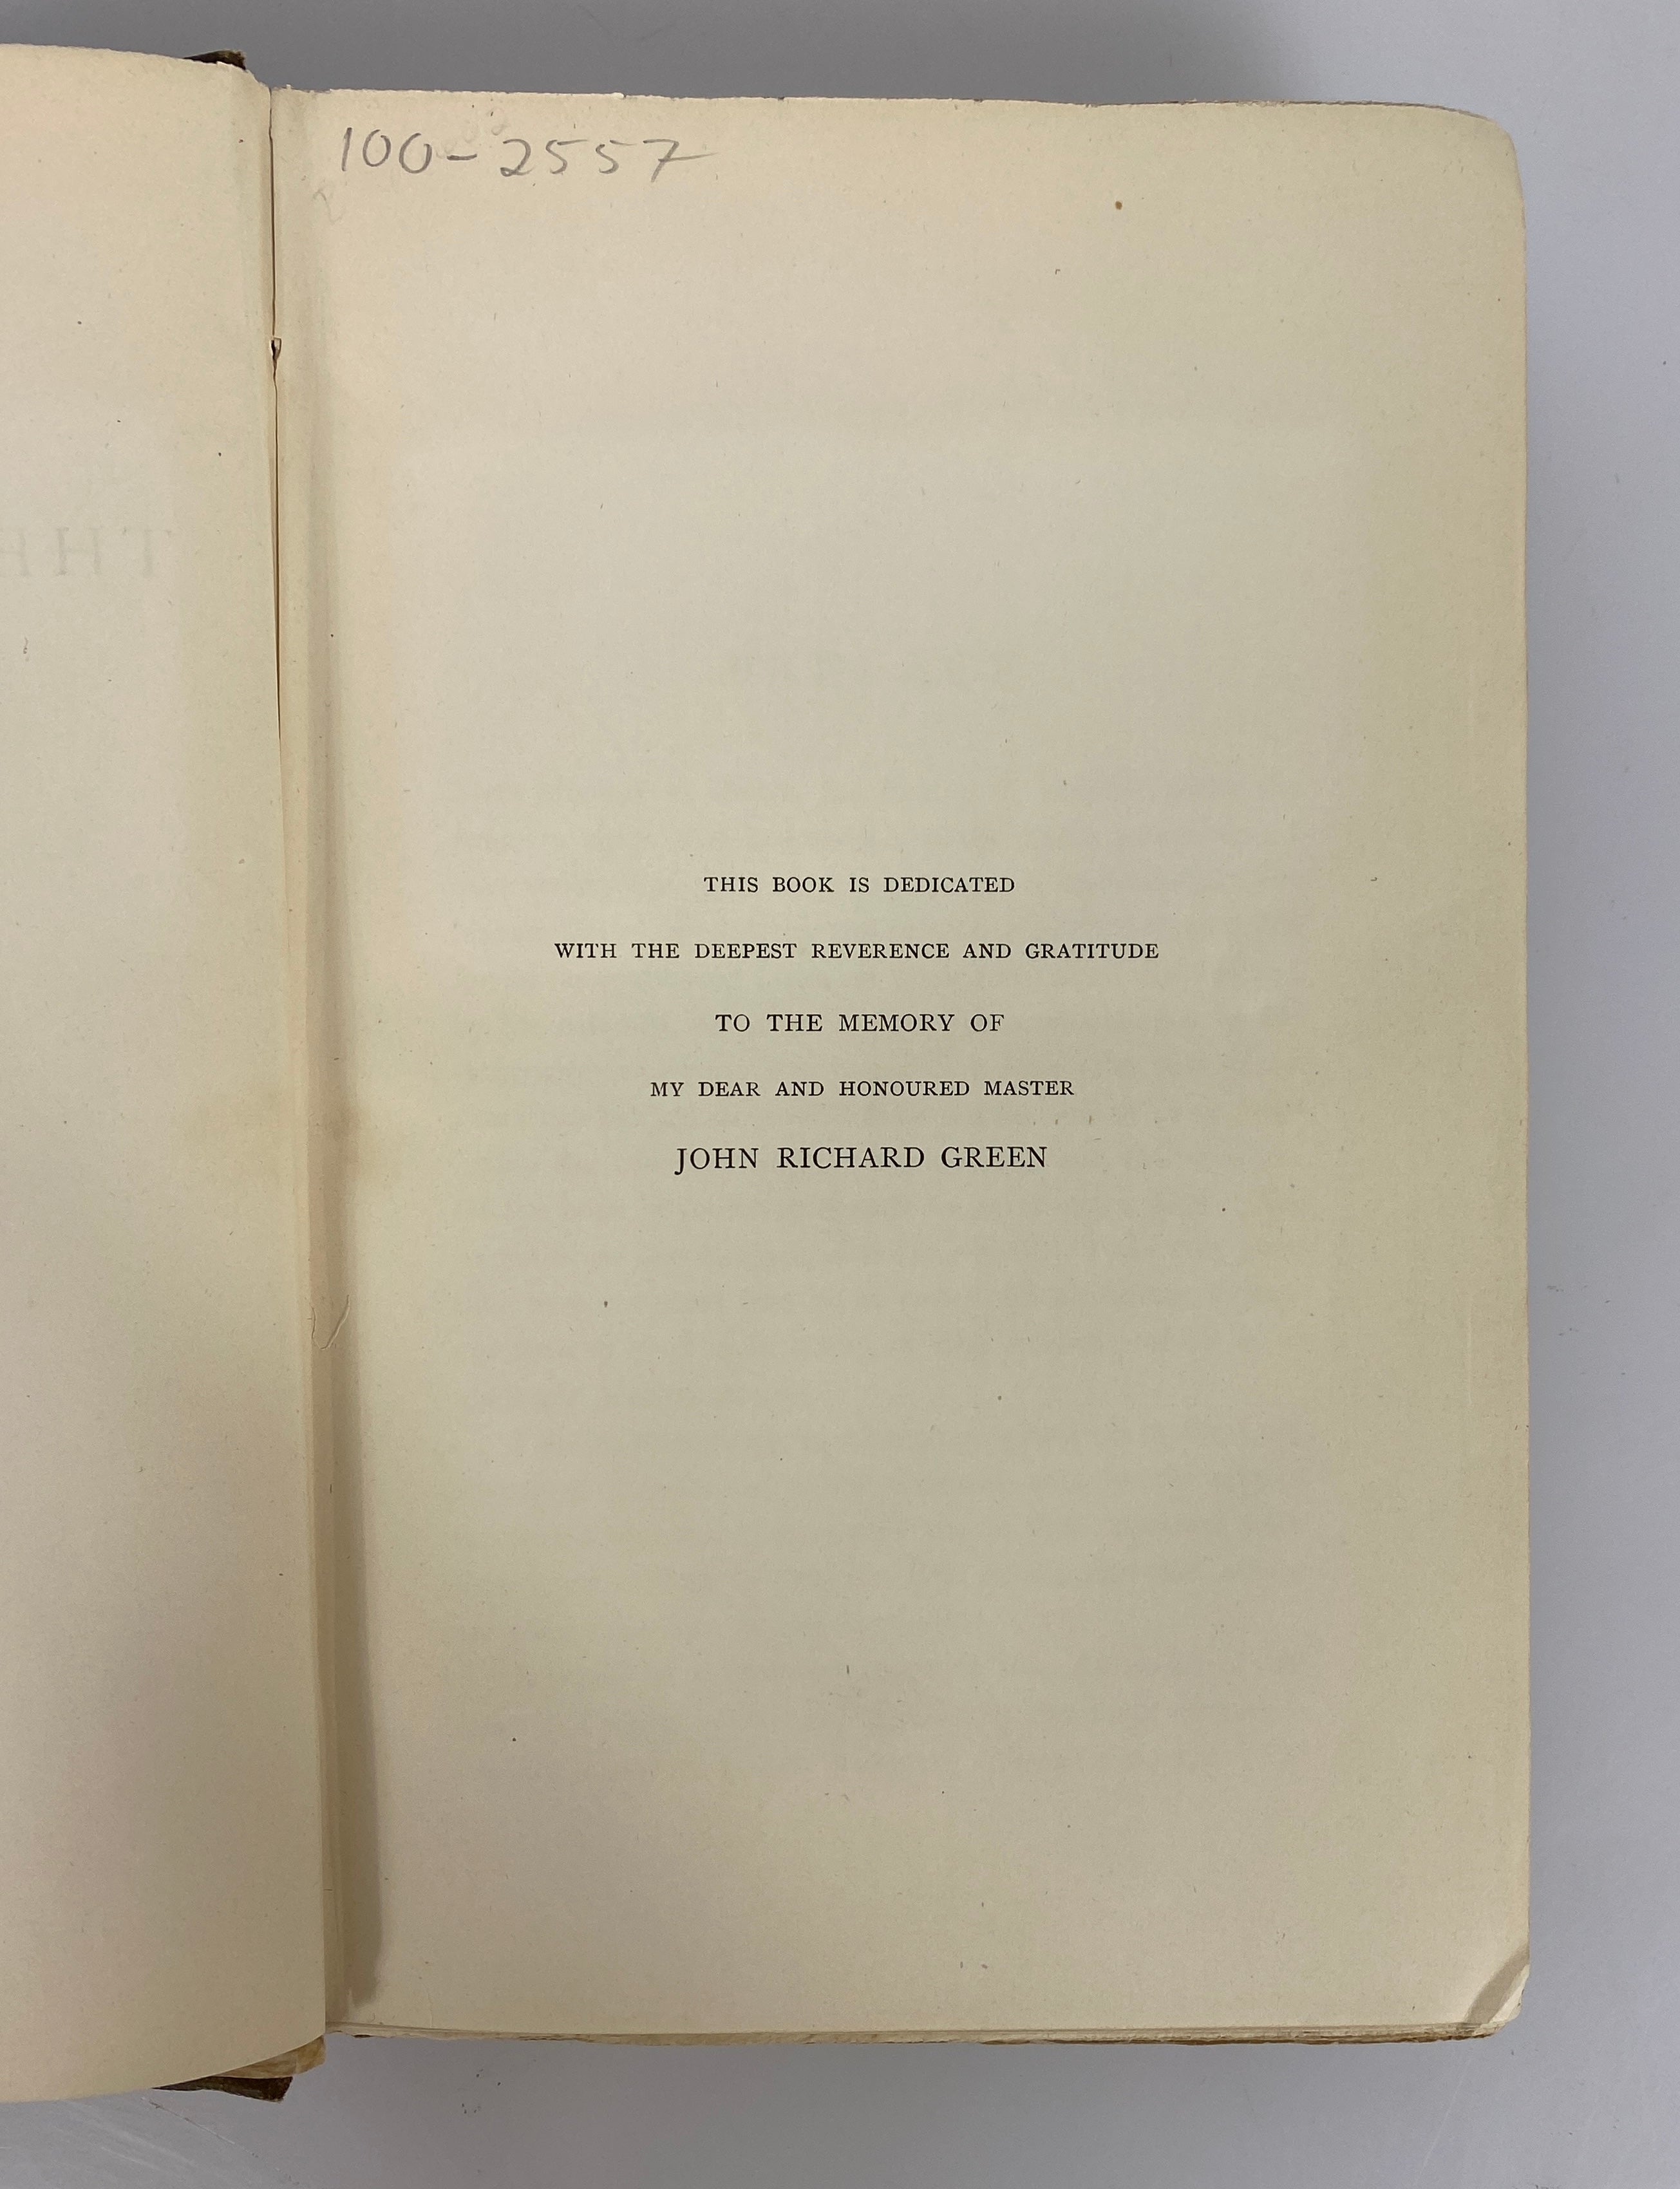 100-2557
THIS BOOK IS DEDICATED
WITH THE DEEPEST REVERENCE AND GRATITUDE
TO THE MEMORY OF
MY DEAR AND HONOURED MASTER
JOHN RICHARD GREEN